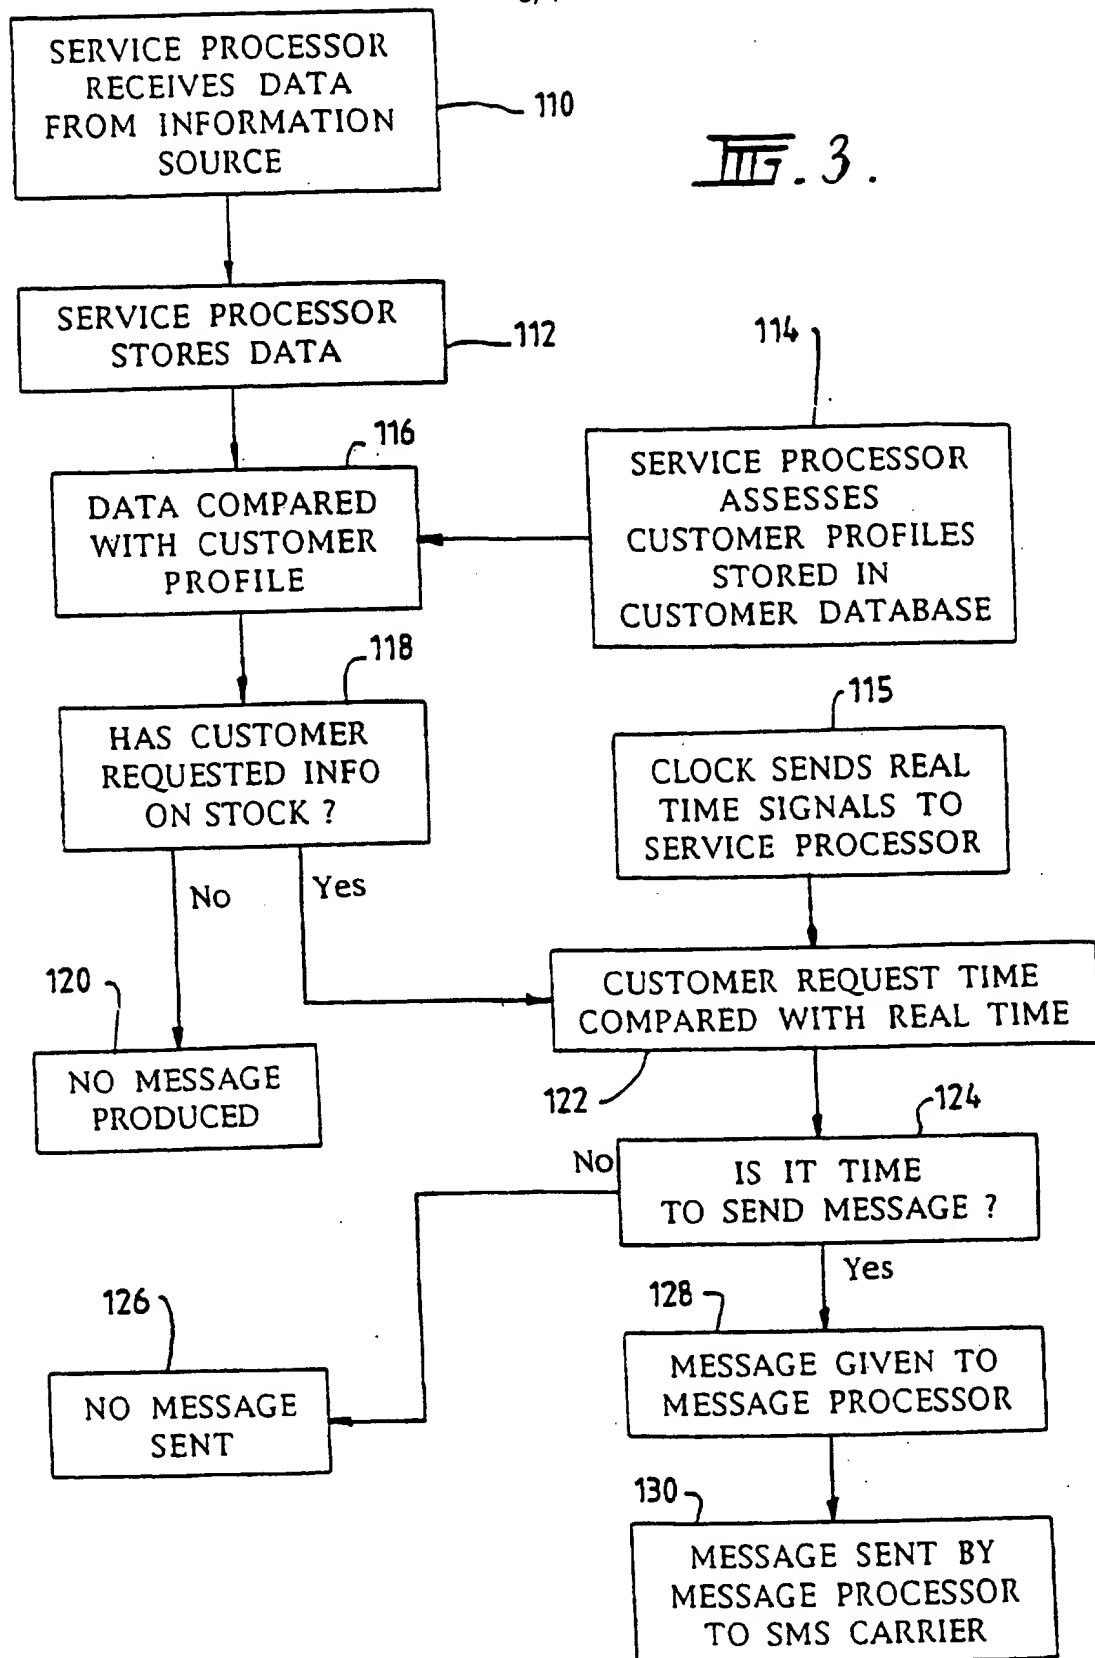 SERVICE PROCESSOR
RECEIVES DATA
FROM INFORMATION
SOURCE
110
FIG. 3.
SERVICE PROCESSOR
STORES DATA
112
114
116
DATA COMPARED
WITH CUSTOMER
PROFILE
SERVICE PROCESSOR
ASSESSES
CUSTOMER PROFILES
STORED IN
CUSTOMER DATABASE
118
HAS CUSTOMER
REQUESTED INFO
ON STOCK ?
115
CLOCK SENDS REAL
TIME SIGNALS TO
SERVICE PROCESSOR
No
Yes
120
NO MESSAGE
PRODUCED
CUSTOMER REQUEST TIME
COMPARED WITH REAL TIME
122
124
No
IS IT TIME
TO SEND MESSAGE ?
Yes
126
NO MESSAGE
SENT
128
MESSAGE GIVEN TO
MESSAGE PROCESSOR
130
MESSAGE SENT BY
MESSAGE PROCESSOR
TO SMS CARRIER